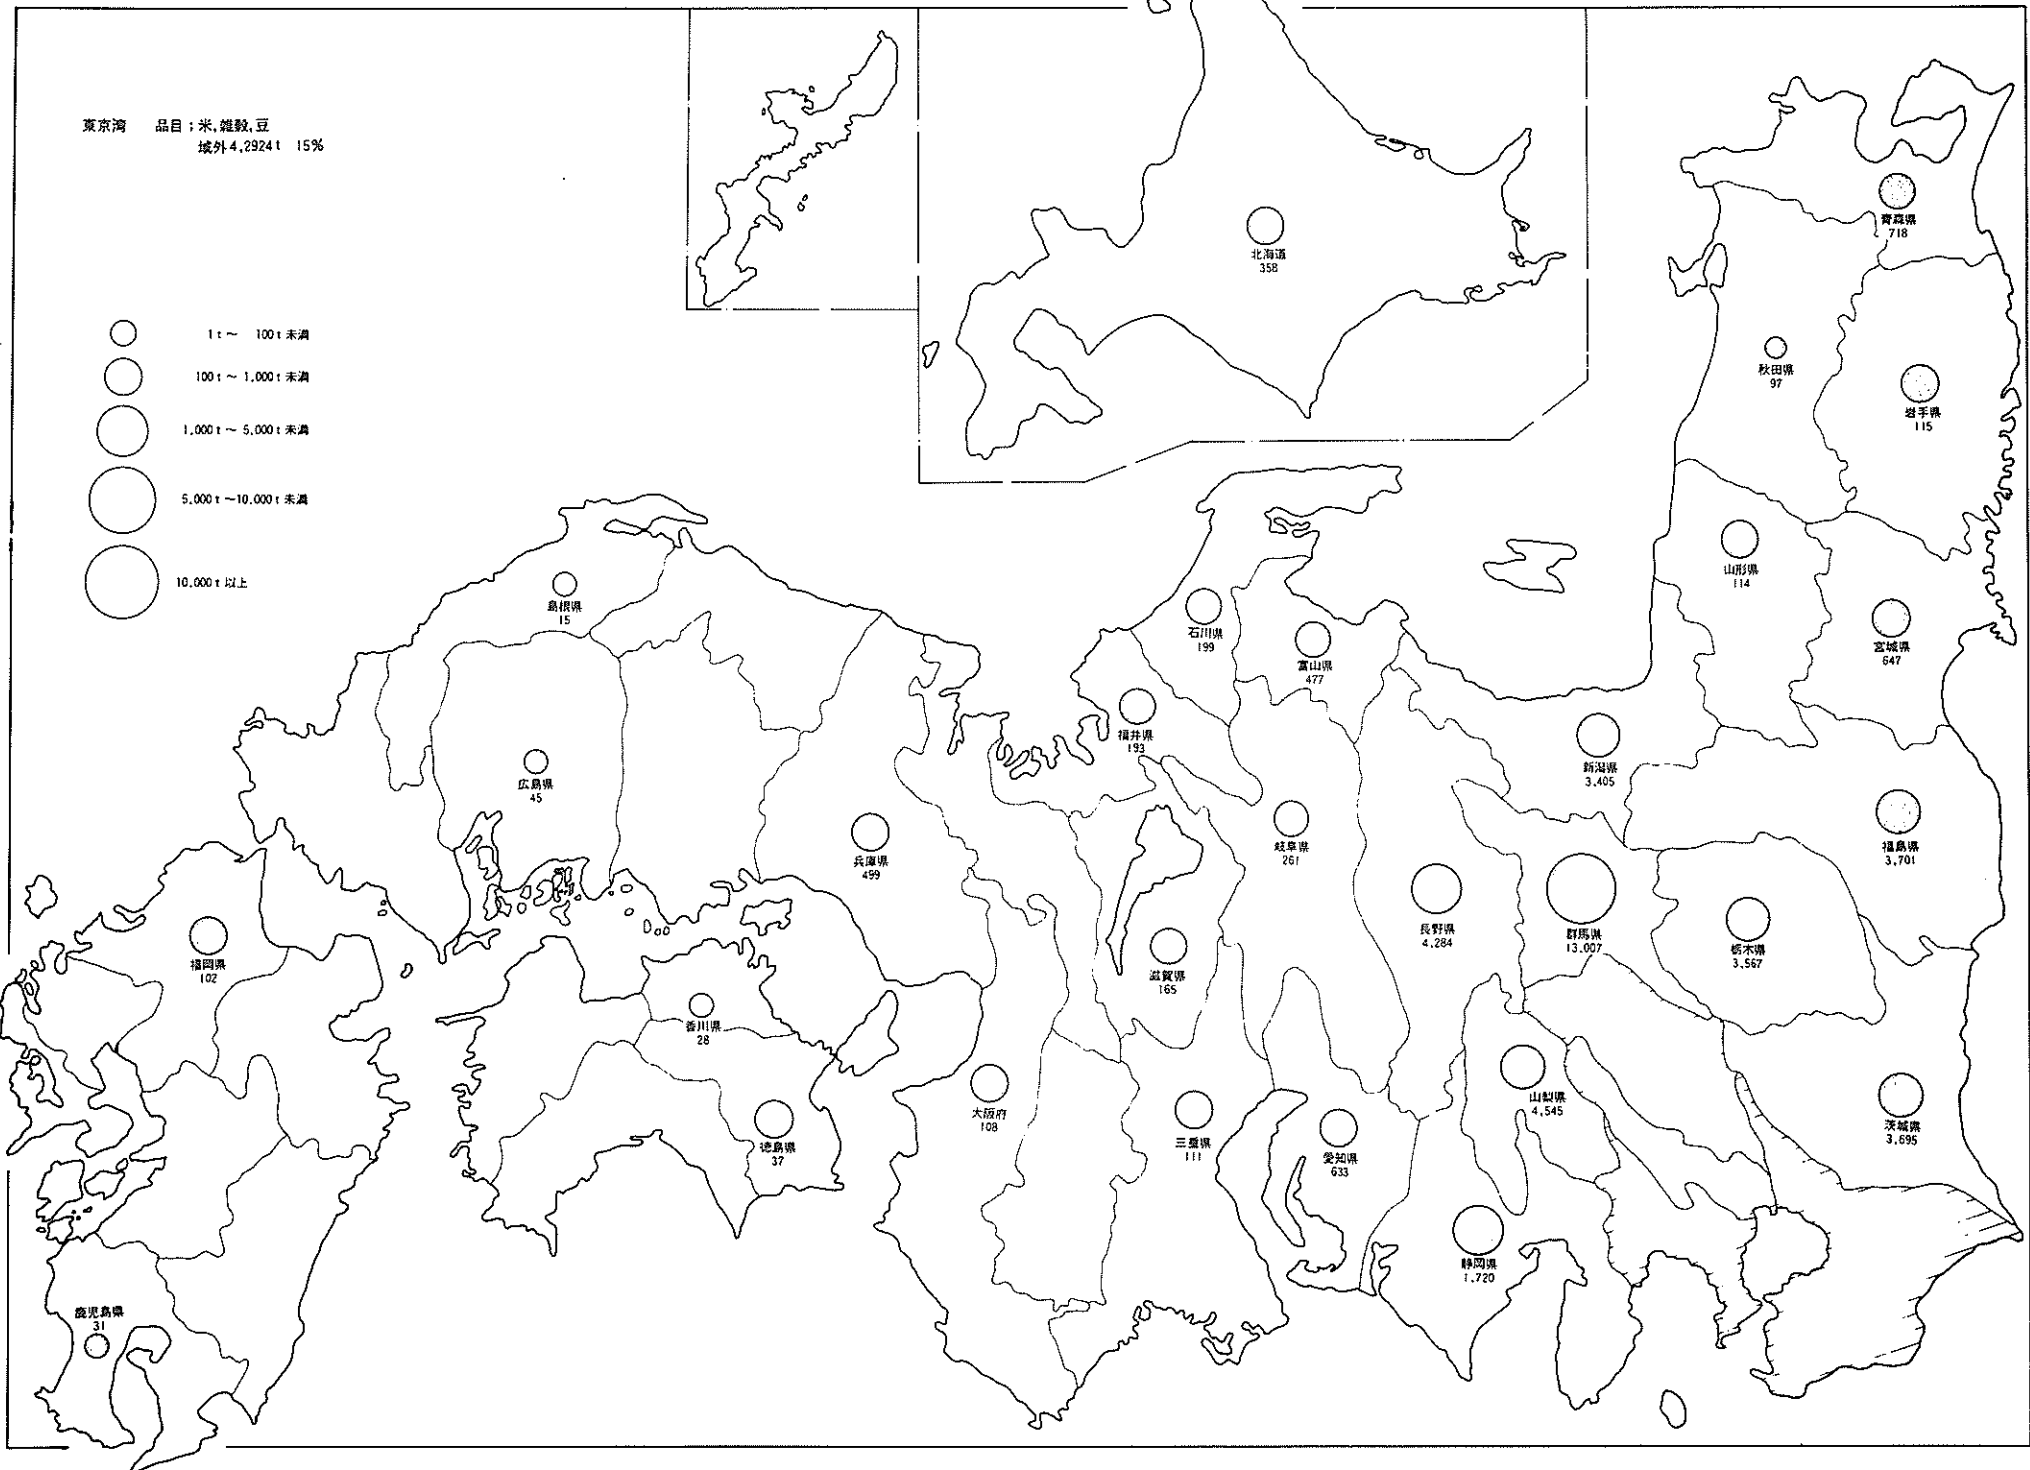 東京湾 品目；米,雑穀,豆
域外4,2924t 15%
1t～ 100t未満
100t～1,000t未満
1,000t～5,000t未満
5,000t～10,000t未満
10,000t以上
北海道
358
青森県
718
秋田県
97
岩手県
115
山形県
114
宮城県
647
島根県
15
石川県
199
富山県
477
福井県
193
新潟県
3,405
広島県
45
兵庫県
499
岐阜県
261
福島県
3,701
長野県
4,284
群馬県
13,007
栃木県
3,567
福岡県
102
滋賀県
165
香川県
28
大阪府
108
山梨県
4,545
茨城県
3,695
徳島県
37
三重県
111
愛知県
633
静岡県
1,720
鹿児島県
31